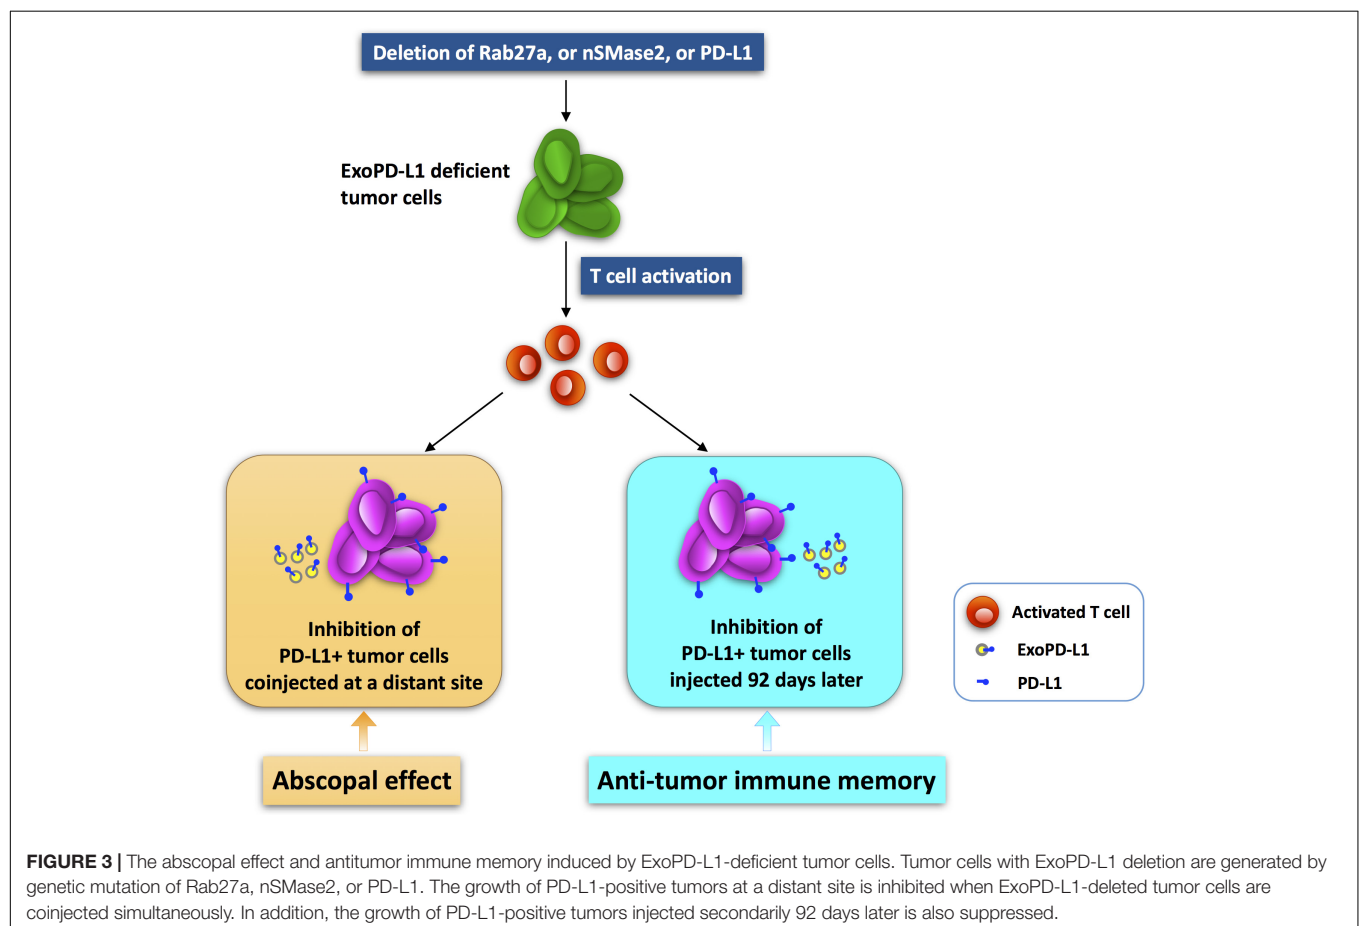 Deletion of Rab27a, or nSMase2, or PD-L1
ExoPD-L1 deficient
tumor cells
T cell activation
Inhibition of
PD-L1+ tumor cells
coinjected at a distant site
Inhibition of
PD-L1+ tumor cells
injected 92 days later
Activated T cell
ExoPD-L1
PD-L1
Abscopal effect
Anti-tumor immune memory
FIGURE 3 | The abscopal effect and antitumor immune memory induced by ExoPD-L1-deficient tumor cells. Tumor cells with ExoPD-L1 deletion are generated by
genetic mutation of Rab27a, nSMase2, or PD-L1. The growth of PD-L1-positive tumors at a distant site is inhibited when ExoPD-L1-deleted tumor cells are
coinjected simultaneously. In addition, the growth of PD-L1-positive tumors injected secondarily 92 days later is also suppressed.